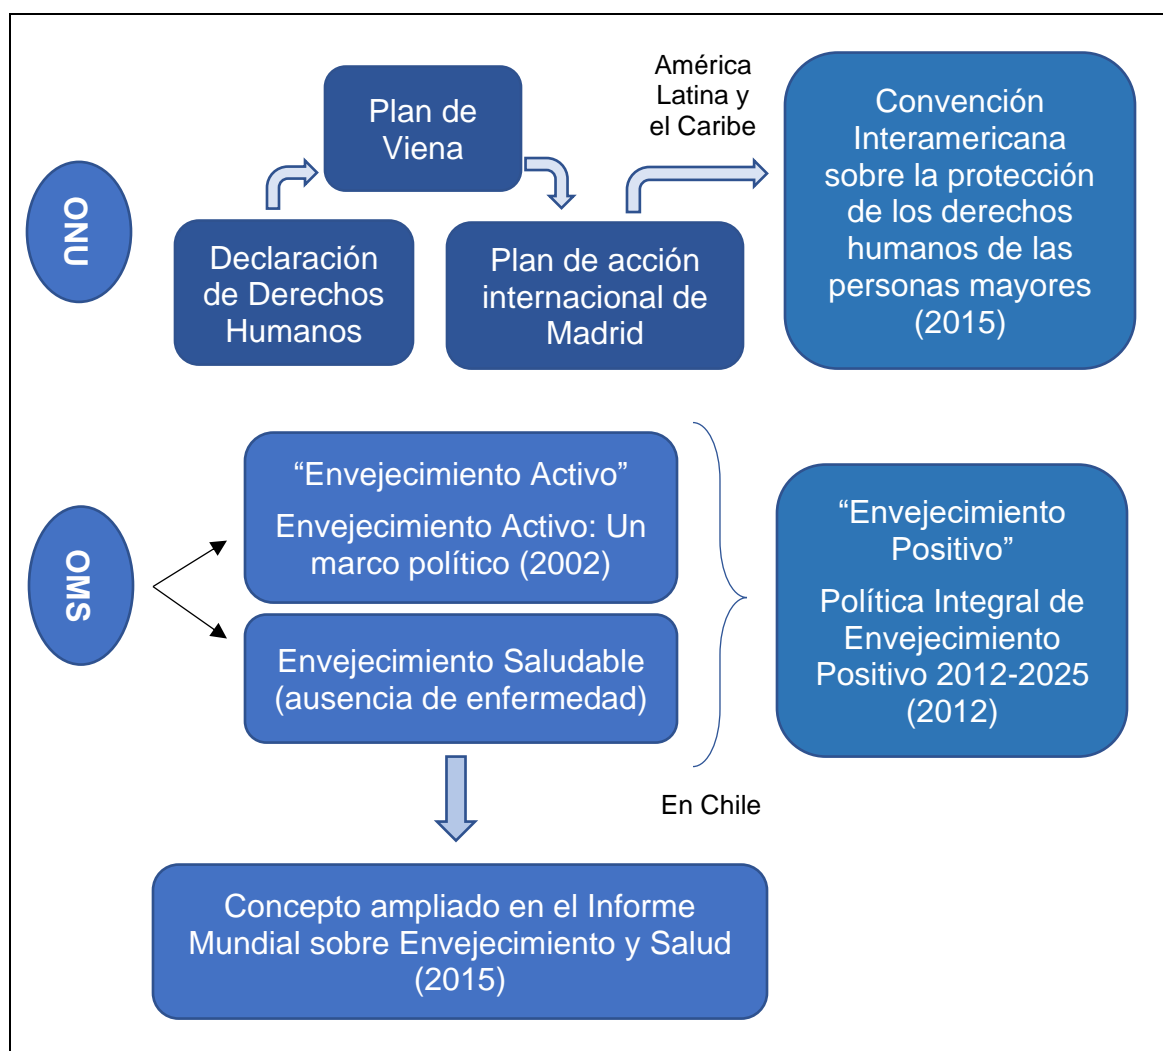 ONU
Declaración
de Derechos
Humanos
Plan de
Viena
Plan de acción
internacional de
Madrid
América
Latina y
el Caribe
Convención
Interamericana
sobre la protección
de los derechos
humanos de las
personas mayores
(2015)
OMS
“Envejecimiento Activo”
Envejecimiento Activo: Un
marco político (2002)
Envejecimiento Saludable
(ausencia de enfermedad)
En Chile
“Envejecimiento
Positivo”
Política Integral de
Envejecimiento
Positivo 2012-2025
(2012)
Concepto ampliado en el Informe
Mundial sobre Envejecimiento y Salud
(2015)